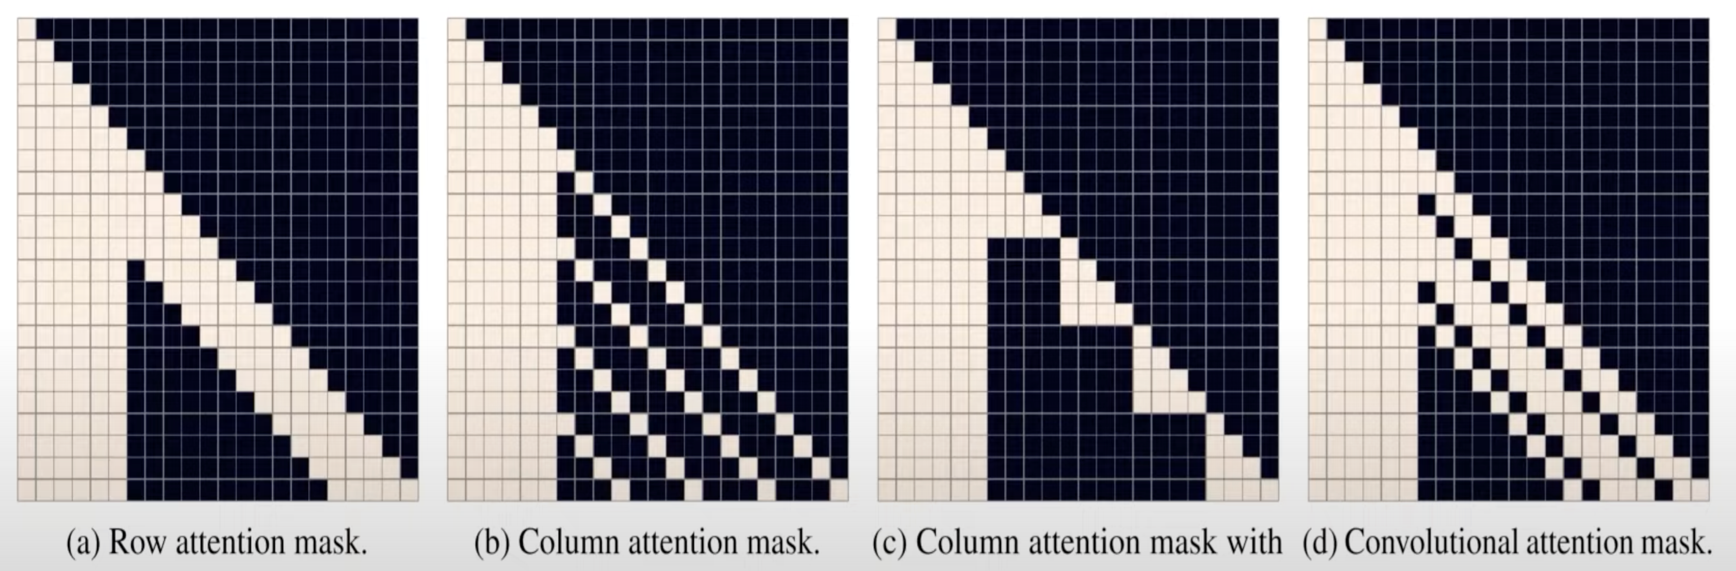 (a) Row attention mask.
(b) Column attention mask.
(c) Column attention mask with
(d) Convolutional attention mask.